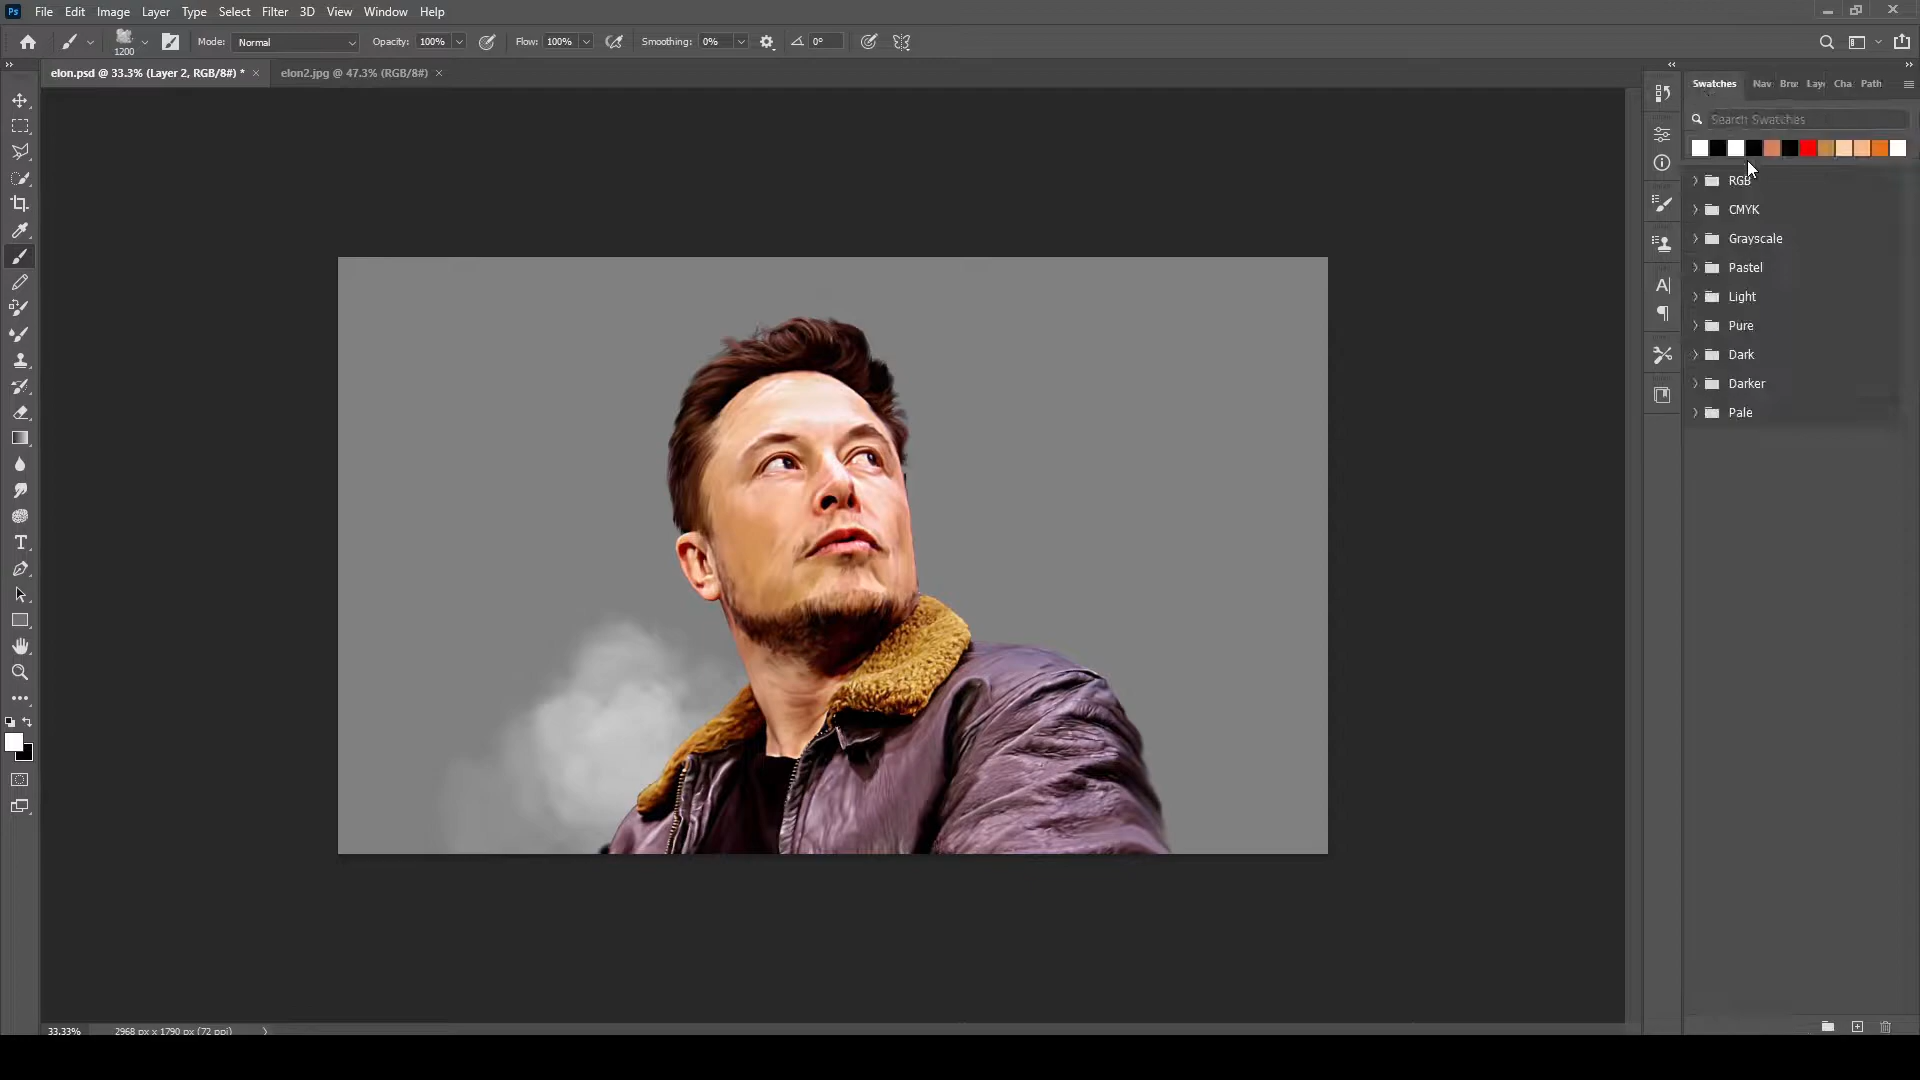 Ps File Edit Image Layer Type Select Filter 3D View Window Help
1200 Mode: Normal Opacity: 100% Flow: 100% Smoothing: 0% 0°
elon.psd @ 33.3% (Layer 2, RGB/8#) * × elon2.jpg @ 47.3% (RGB/8#) ×
Swatches Nav Bru Laye Cha Path
Search Swatches
RGB
CMYK
Grayscale
Pastel
Light
Pure
Dark
Darker
Pale
33.33% 2968 px x 1790 px (72 ppi)